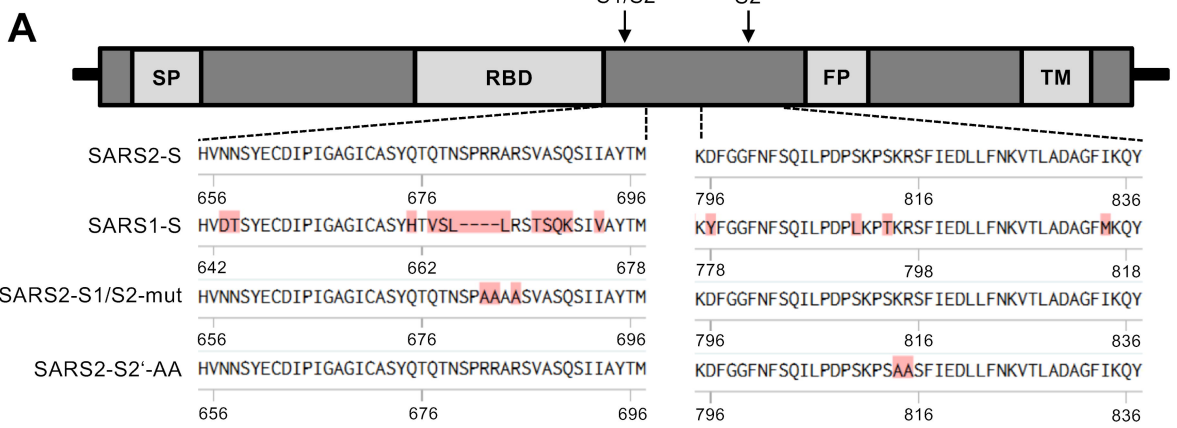 A
S1/S2 S2
SP RBD FP TM
SARS2-S HVNNSYECDIPIGAGICASYQTQTNSPRRARSVASQSIIAYTM KDFGGFNFSQILPDPSKPSKRSFIEDLLFNKVTLADAGFIKQY
656 676 696 796 816 836
SARS1-S HVDTSYECDIPIGAGICASYHTVSL----LRSTSQKSIVAYTM KYFGGFNFSQILPDPLKPTKRSFIEDLLFNKVTLADAGFMKQY
642 662 678 778 798 818
SARS2-S1/S2-mut HVNNSYECDIPIGAGICASYQTQTNSPAAAASVASQSIIAYTM KDFGGFNFSQILPDPSKPSKRSFIEDLLFNKVTLADAGFIKQY
656 676 696 796 816 836
SARS2-S2‘-AA HVNNSYECDIPIGAGICASYQTQTNSPRRARSVASQSIIAYTM KDFGGFNFSQILPDPSKPSAASFIEDLLFNKVTLADAGFIKQY
656 676 696 796 816 836